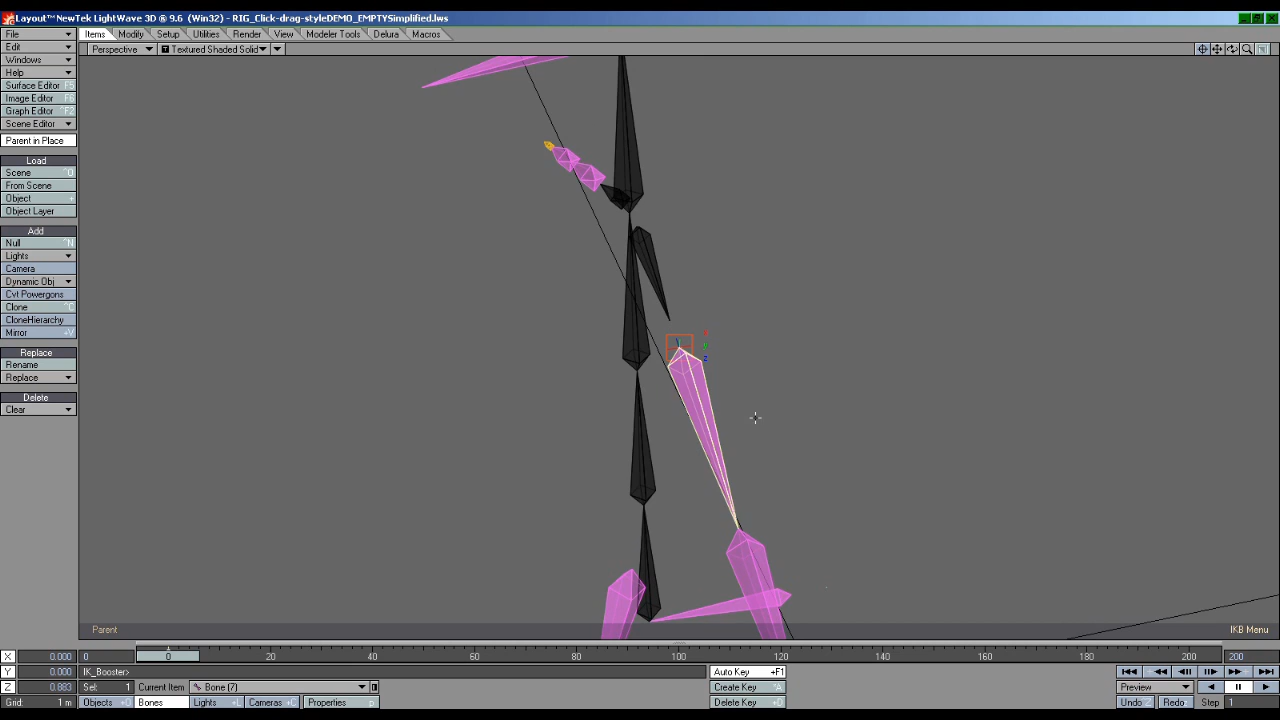 Layout™ NewTek LightWave 3D ® 9.6 (Win32) - RIG_Click-drag-styleDEMO_EMPTYSimplified.lws
File Items Modify Setup Utilities Render View Modeler Tools Delura Macros
Edit Perspective T Textured Shaded Solid
Windows
Help
Surface Editor F5
Image Editor F6
Graph Editor ^F2
Scene Editor
Parent in Place
Load
Scene ^O
From Scene
Object +
Object Layer
Add
Null ^N
Lights
Camera
Dynamic Obj
Cvt Powergons
Clone ^C
CloneHierarchy
Mirror +V
Replace
Rename
Replace
Delete
Clear
y
z
Parent IKB Menu
X 0.000 0 0 20 40 60 80 100 120 140 160 180 200 200
Y 0.000 IK_Booster> Auto Key +F1
Z 0.883 Sel: 1 Current Item Bone (7) Create Key Preview
Grid: 1 m Objects +O Bones Lights +L Cameras +C Properties p Delete Key +D Undo Redo Step 1